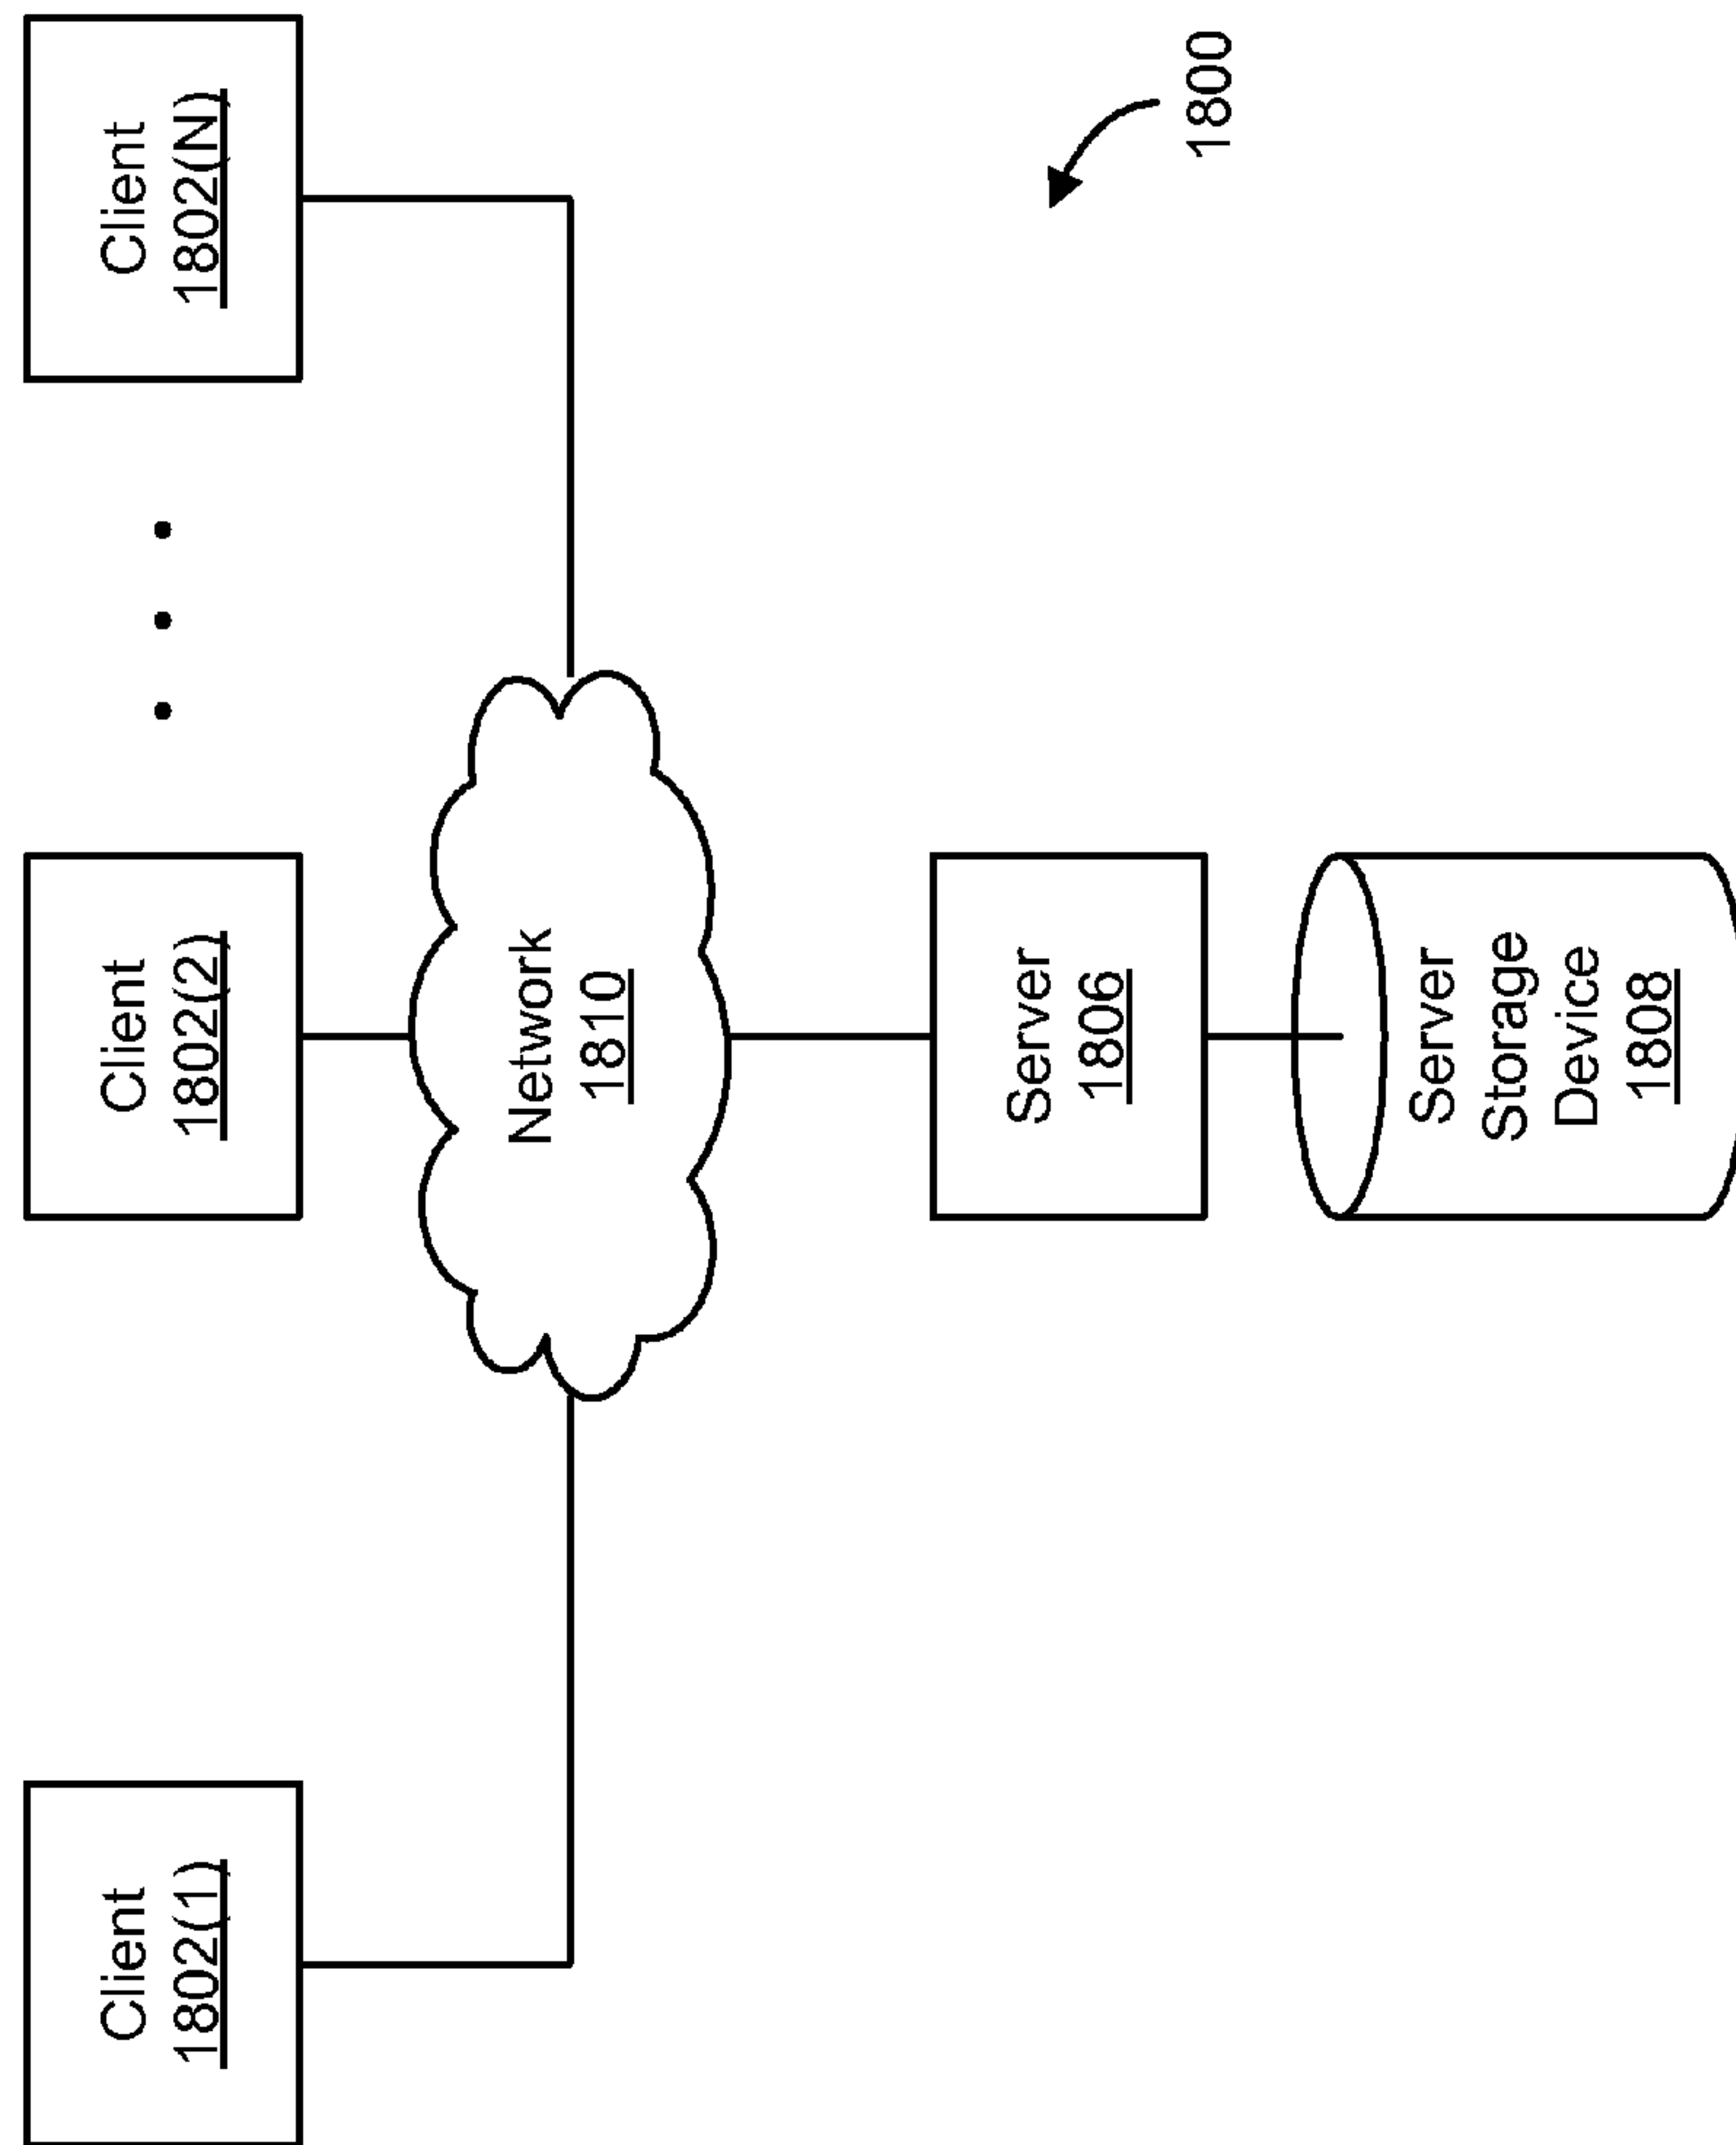 Client
1802(1)
Client
1802(2)
Client
1802(N)
Network
1810
Server
1806
1800
Server
Storage
Device
1808